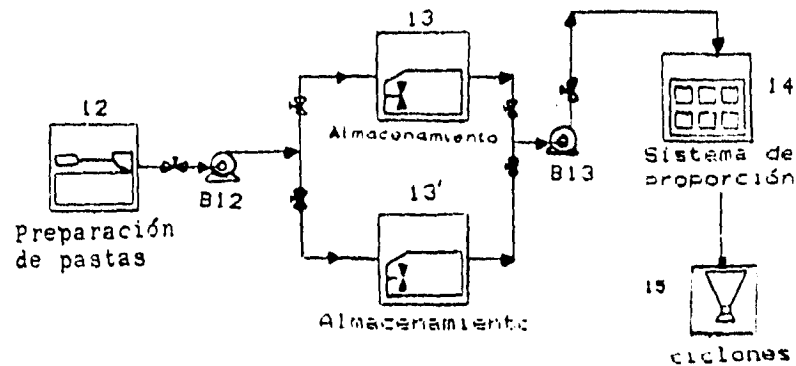 12
Preparación
de pastas
B12
13
Almacenamiento
13'
Almacenamiento
B13
14
Sistema de
proporción
15
ciclones